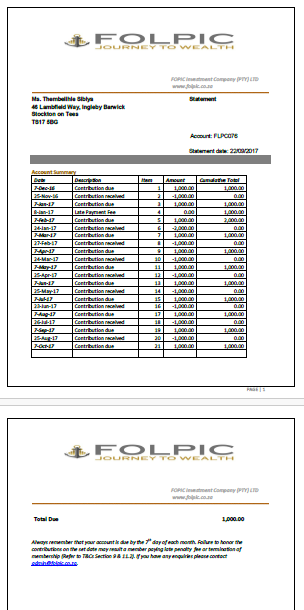 FOLPIC
JOURNEY TO WEALTH
FOPIC Investment Company (PTY) LTD
www.folpic.co.za
Ms. Thembelihle Sibiya Statement
46 Lambfield Way, Ingleby Barwick
Stockton on Tees
TS17 5BG
Account: FLPC076
Statement date: 22/09/2017
Account Summary
Date Description Item Amount Cumulative Total
7-Dec-16 Contribution due 1 1,000.00 1,000.00
25-Nov-16 Contribution received 2 -1,000.00 0.00
7-Jan-17 Contribution due 3 1,000.00 1,000.00
8-Jan-17 Late Payment Fee 4 0.00 1,000.00
7-Feb-17 Contribution due 5 1,000.00 2,000.00
24-Jan-17 Contribution received 6 -2,000.00 0.00
7-Mar-17 Contribution due 7 1,000.00 1,000.00
27-Feb-17 Contribution received 8 -1,000.00 0.00
7-Apr-17 Contribution due 9 1,000.00 1,000.00
24-Mar-17 Contribution received 10 -1,000.00 0.00
7-May-17 Contribution due 11 1,000.00 1,000.00
25-Apr-17 Contribution received 12 -1,000.00 0.00
7-Jun-17 Contribution due 13 1,000.00 1,000.00
25-May-17 Contribution received 14 -1,000.00 0.00
7-Jul-17 Contribution due 15 1,000.00 1,000.00
23-Jun-17 Contribution received 16 -1,000.00 0.00
7-Aug-17 Contribution due 17 1,000.00 1,000.00
26-Jul-17 Contribution received 18 -1,000.00 0.00
7-Sep-17 Contribution due 19 1,000.00 1,000.00
25-Aug-17 Contribution received 20 -1,000.00 0.00
7-Oct-17 Contribution due 21 1,000.00 1,000.00
PAGE | 1
FOLPIC
JOURNEY TO WEALTH
FOPIC Investment Company (PTY) LTD
www.folpic.co.za
Total Due 1,000.00
Always remember that your account is due by the 7th day of each month. Failure to honor the
contributions on the set date may result a member paying late penalty fee or termination of
membership (Refer to T&Cs Section 9 & 11.2). If you have any enquiries please contact
admin@folpic.co.za